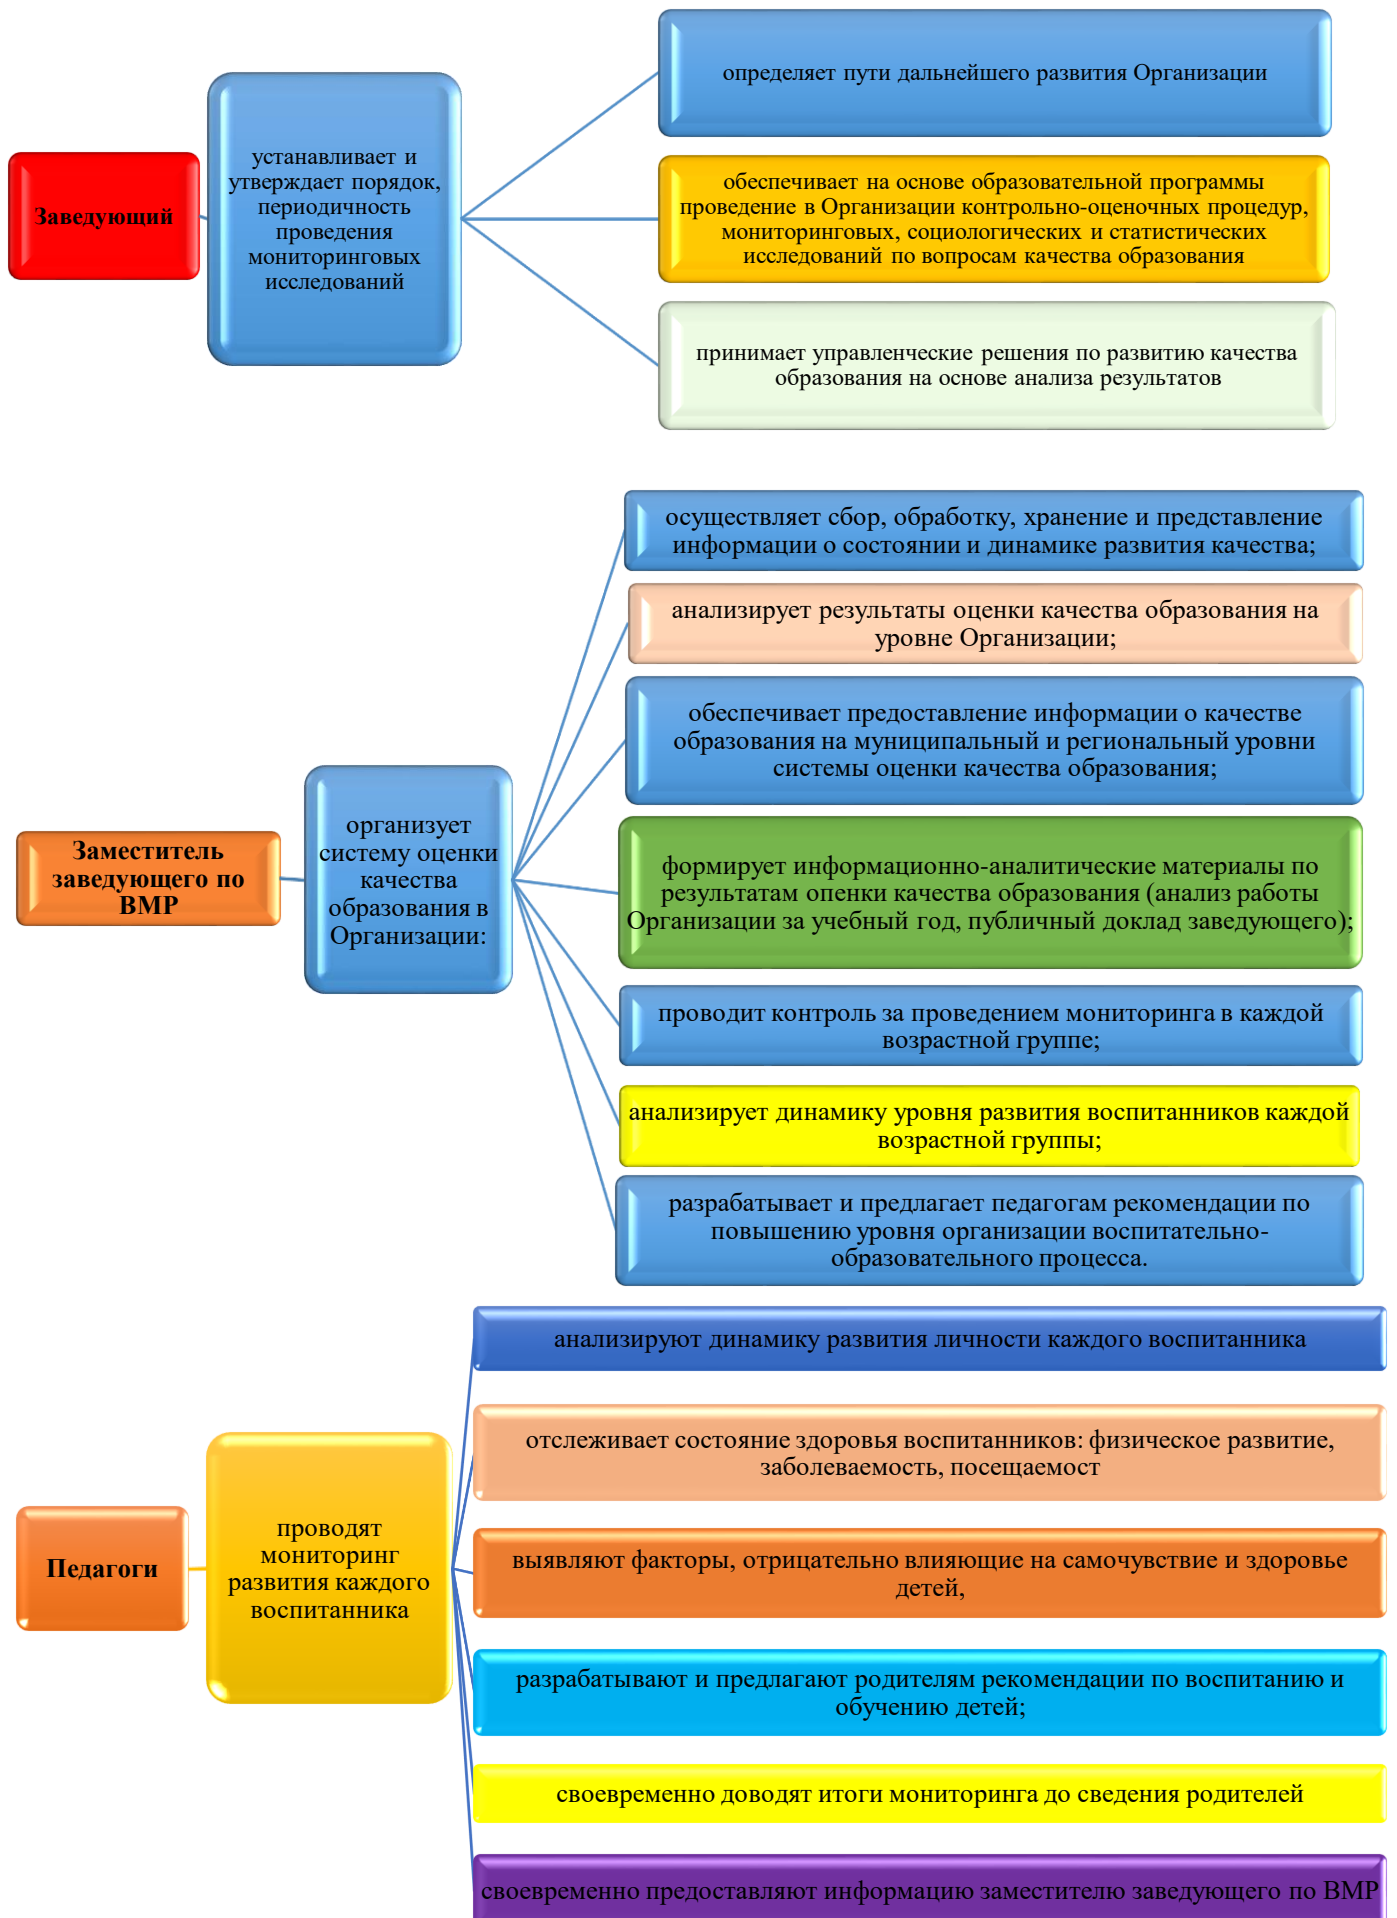 Заведующий
устанавливает и
утверждает порядок,
периодичность
проведения
мониторинговых
исследований
определяет пути дальнейшего развития Организации
обеспечивает на основе образовательной программы
проведение в Организации контрольно-оценочных процедур,
мониторинговых, социологических и статистических
исследований по вопросам качества образования
принимает управленческие решения по развитию качества
образования на основе анализа результатов
Заместитель
заведующего по
ВМР
организует
систему оценки
качества
образования в
Организации:
осуществляет сбор, обработку, хранение и представление
информации о состоянии и динамике развития качества;
анализирует результаты оценки качества образования на
уровне Организации;
обеспечивает предоставление информации о качестве
образования на муниципальный и региональный уровни
системы оценки качества образования;
формирует информационно-аналитические материалы по
результатам опенки качества образования (анализ работы
Организации за учебный год, публичный доклад заведующего);
проводит контроль за проведением мониторинга в каждой
возрастной группе;
анализирует динамику уровня развития воспитанников каждой
возрастной группы;
разрабатывает и предлагает педагогам рекомендации по
повышению уровня организации воспитательно-
образовательного процесса.
Педагоги
проводят
мониторинг
развития каждого
воспитанника
анализируют динамику развития личности каждого воспитанника
отслеживает состояние здоровья воспитанников: физическое развитие,
заболеваемость, посещаемост
выявляют факторы, отрицательно влияющие на самочувствие и здоровье
детей,
разрабатывают и предлагают родителям рекомендации по воспитанию и
обучению детей;
своевременно доводят итоги мониторинга до сведения родителей
своевременно предоставляют информацию заместителю заведующего по ВМР